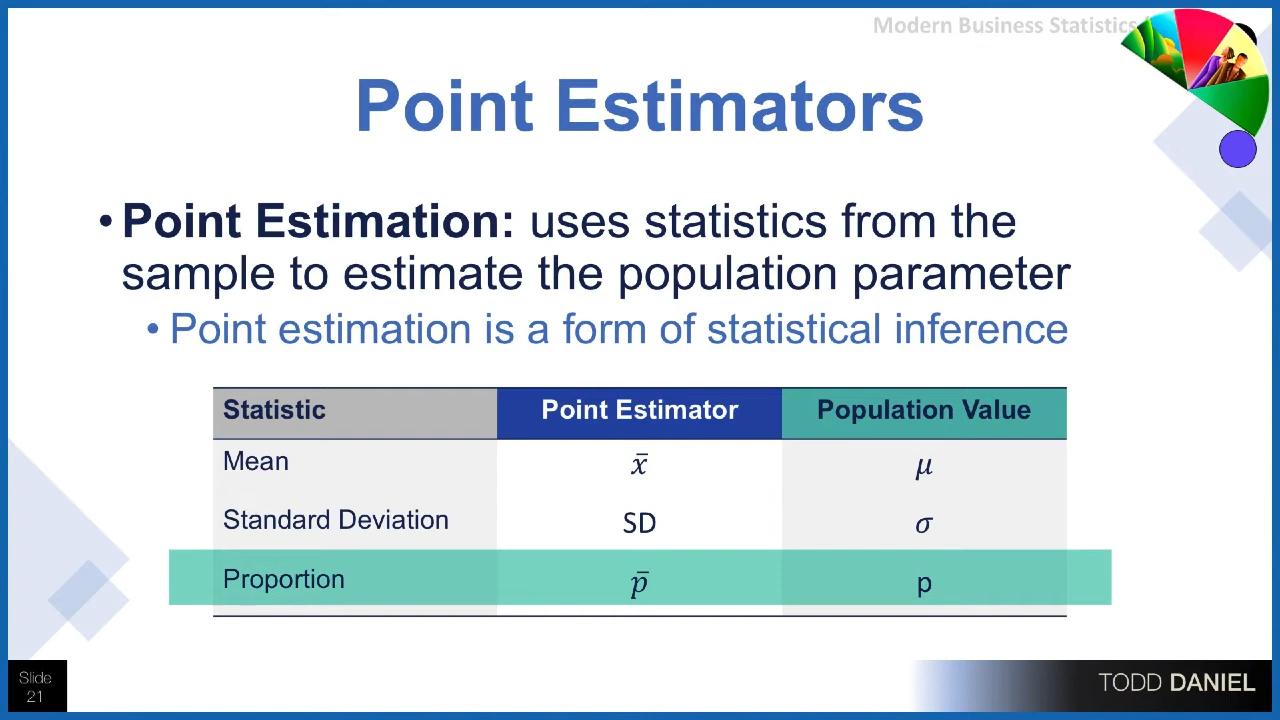 Modern Business Statistics
Point Estimators
• Point Estimation: uses statistics from the
sample to estimate the population parameter
• Point estimation is a form of statistical inference
Statistic Point Estimator Population Value
Mean x̄ μ
Standard Deviation SD σ
Proportion p̄ p
Slide
21
TODD DANIEL